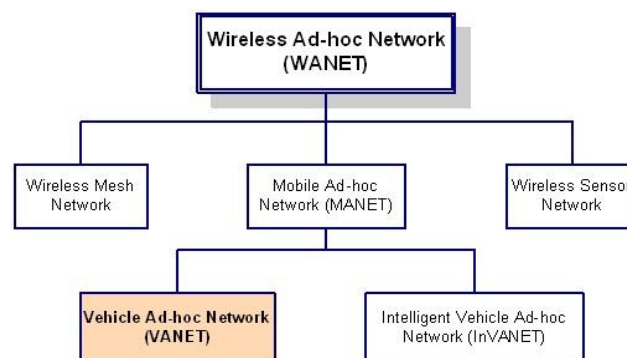 Wireless Ad-hoc Network
(WANET)
Wireless Mesh
Network
Mobile Ad-hoc
Network (MANET)
Wireless Sensor
Network
Vehicle Ad-hoc Network
(VANET)
Intelligent Vehicle Ad-hoc
Network (InVANET)